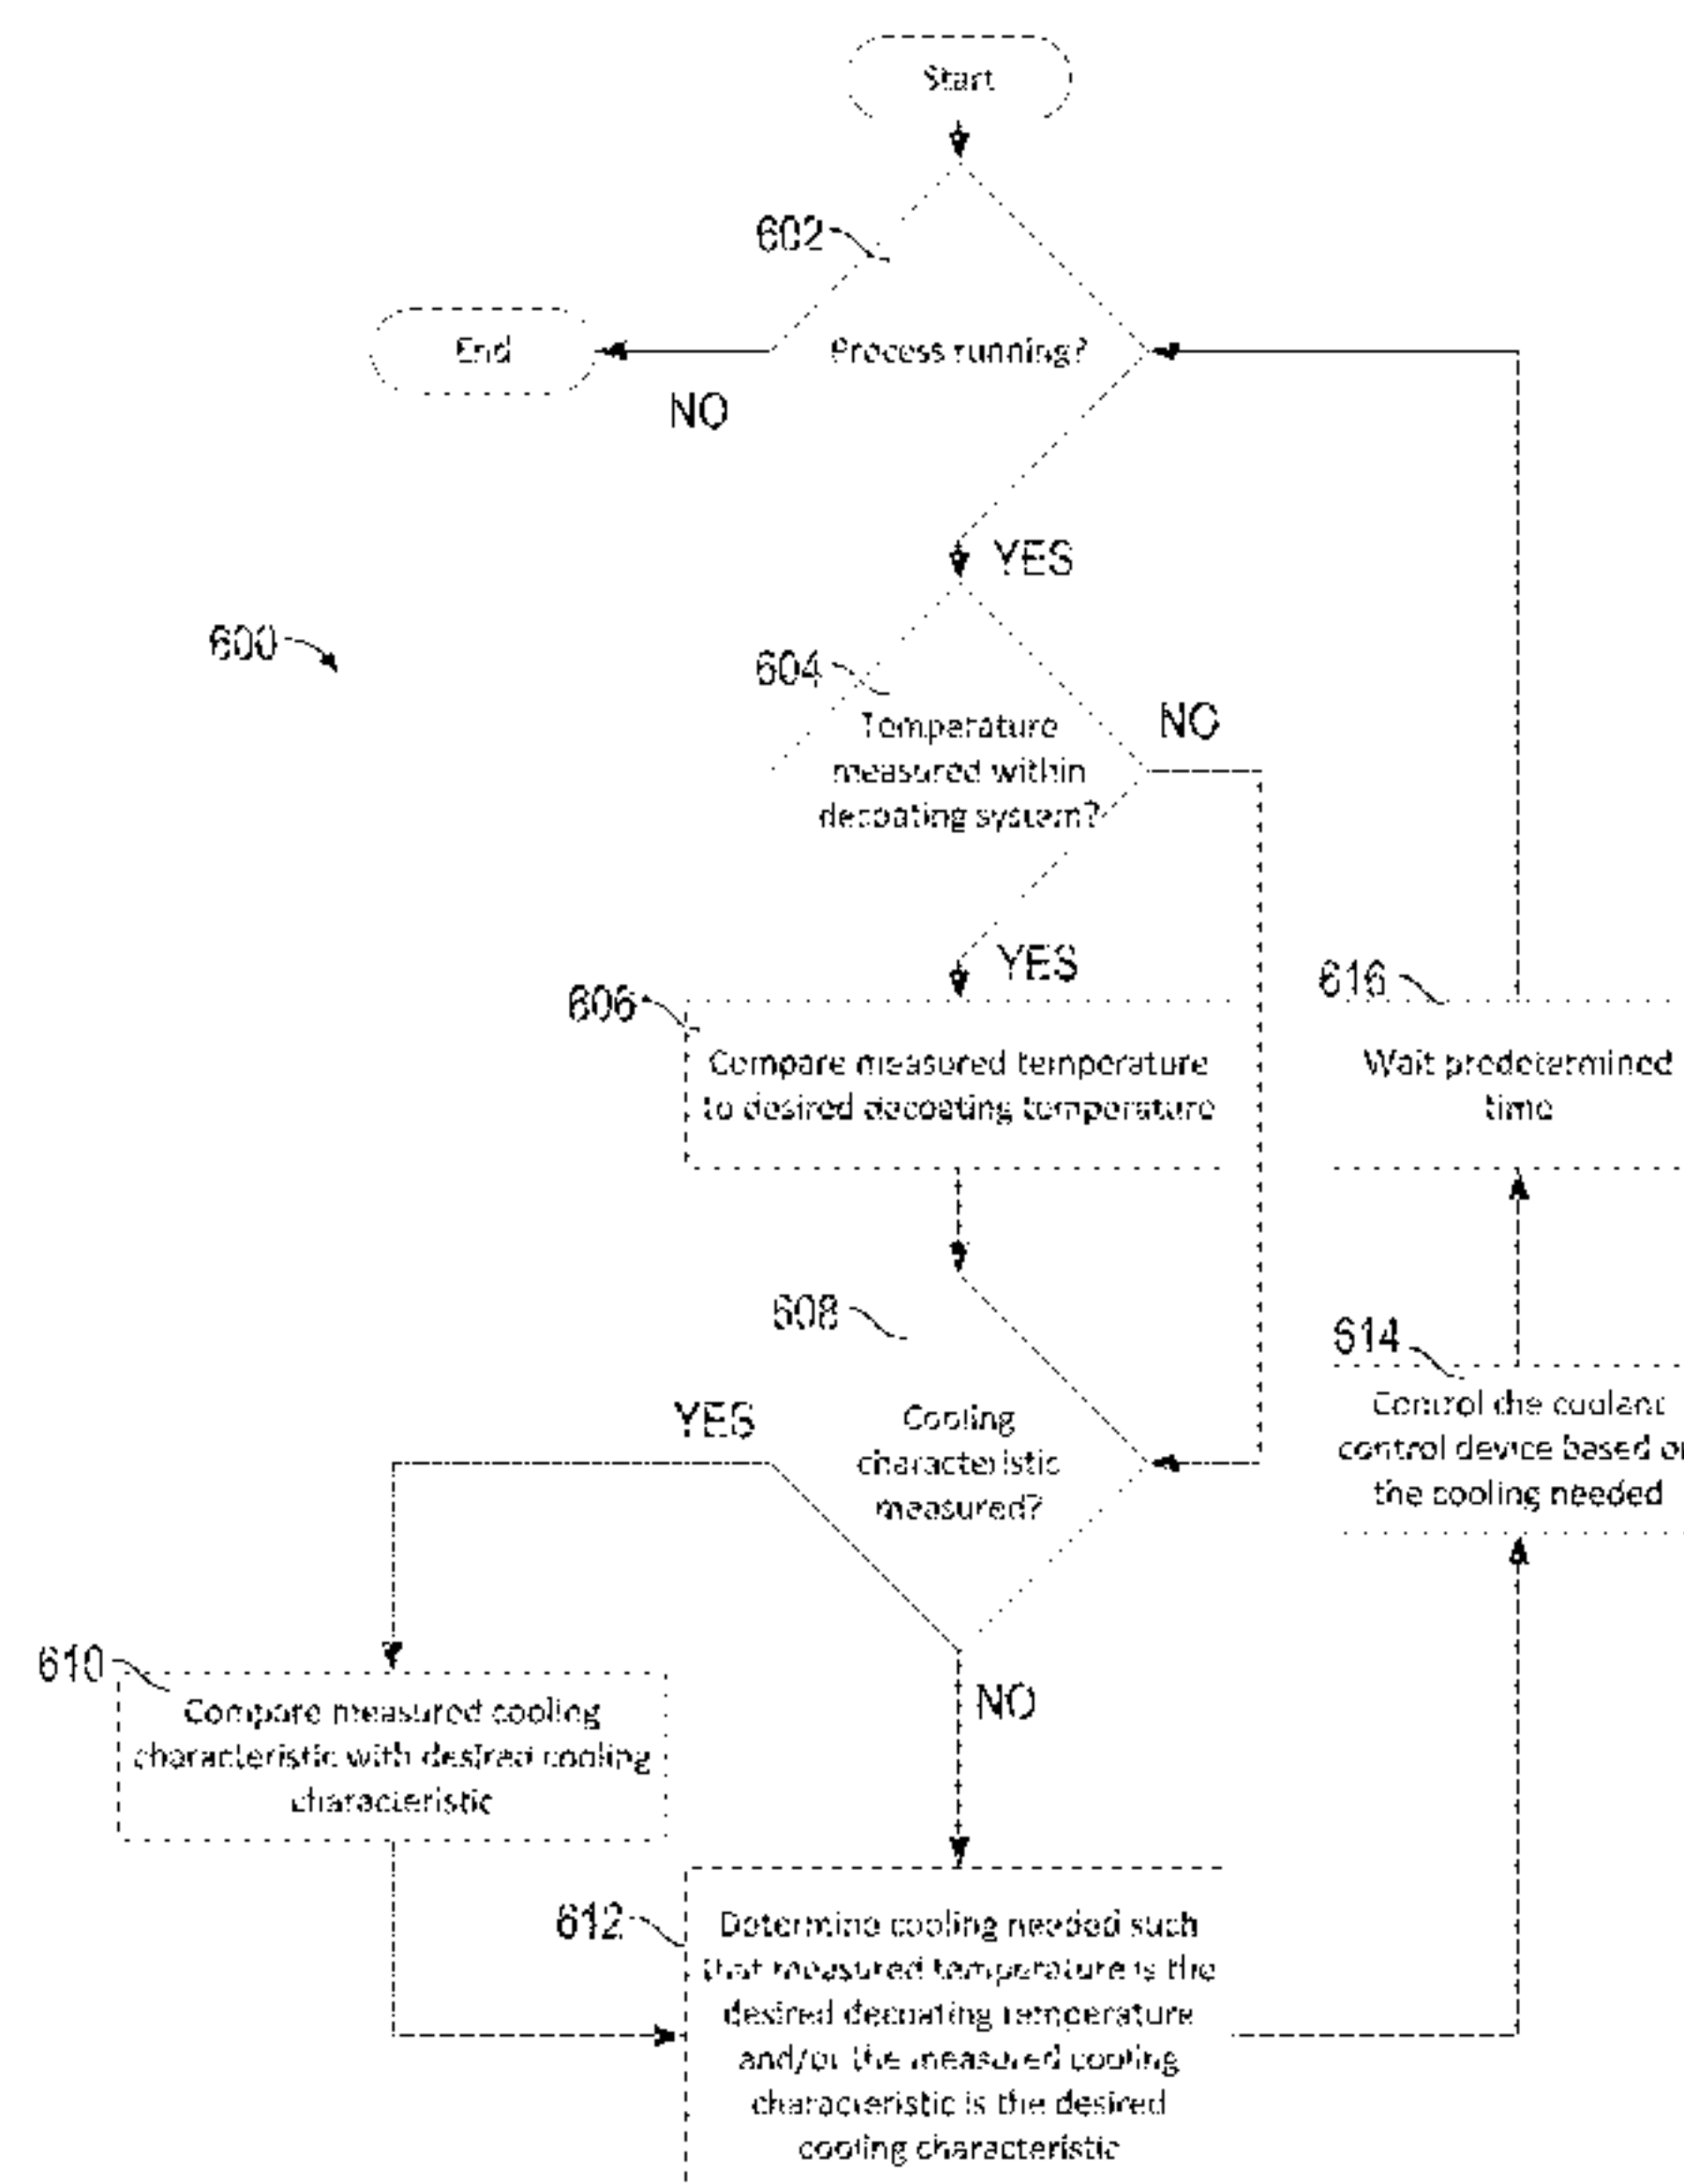 Start
602
End
Process running?
NO
YES
600
604
Temperature
measured within
decoating system?
NO
YES
606
Compare measured temperature
to desired decoating temperature
616
Wait predetermined
time
608
Cooling
characteristic
measured?
YES
614
Control the coolant
control device based on
the cooling needed
610
Compare measured cooling
characteristic with desired cooling
characteristic
NO
612
Determine cooling needed such
that measured temperature is the
desired decoating temperature
and/or the measured cooling
characteristic is the desired
cooling characteristic